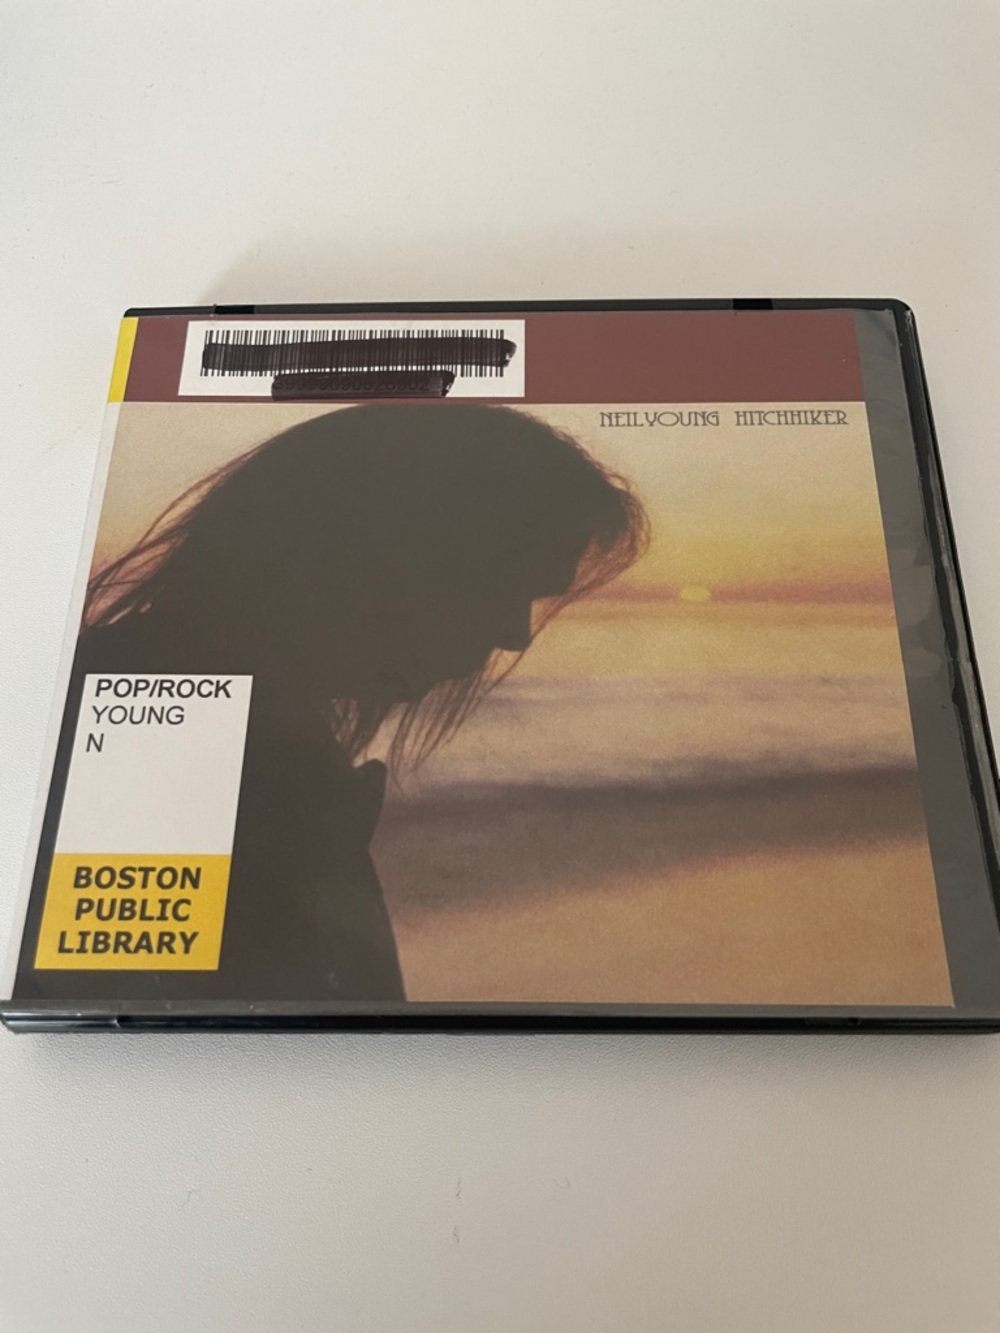 NEIL YOUNG HITCHHIKER
POP/ROCK
YOUNG
N
BOSTON
PUBLIC
LIBRARY